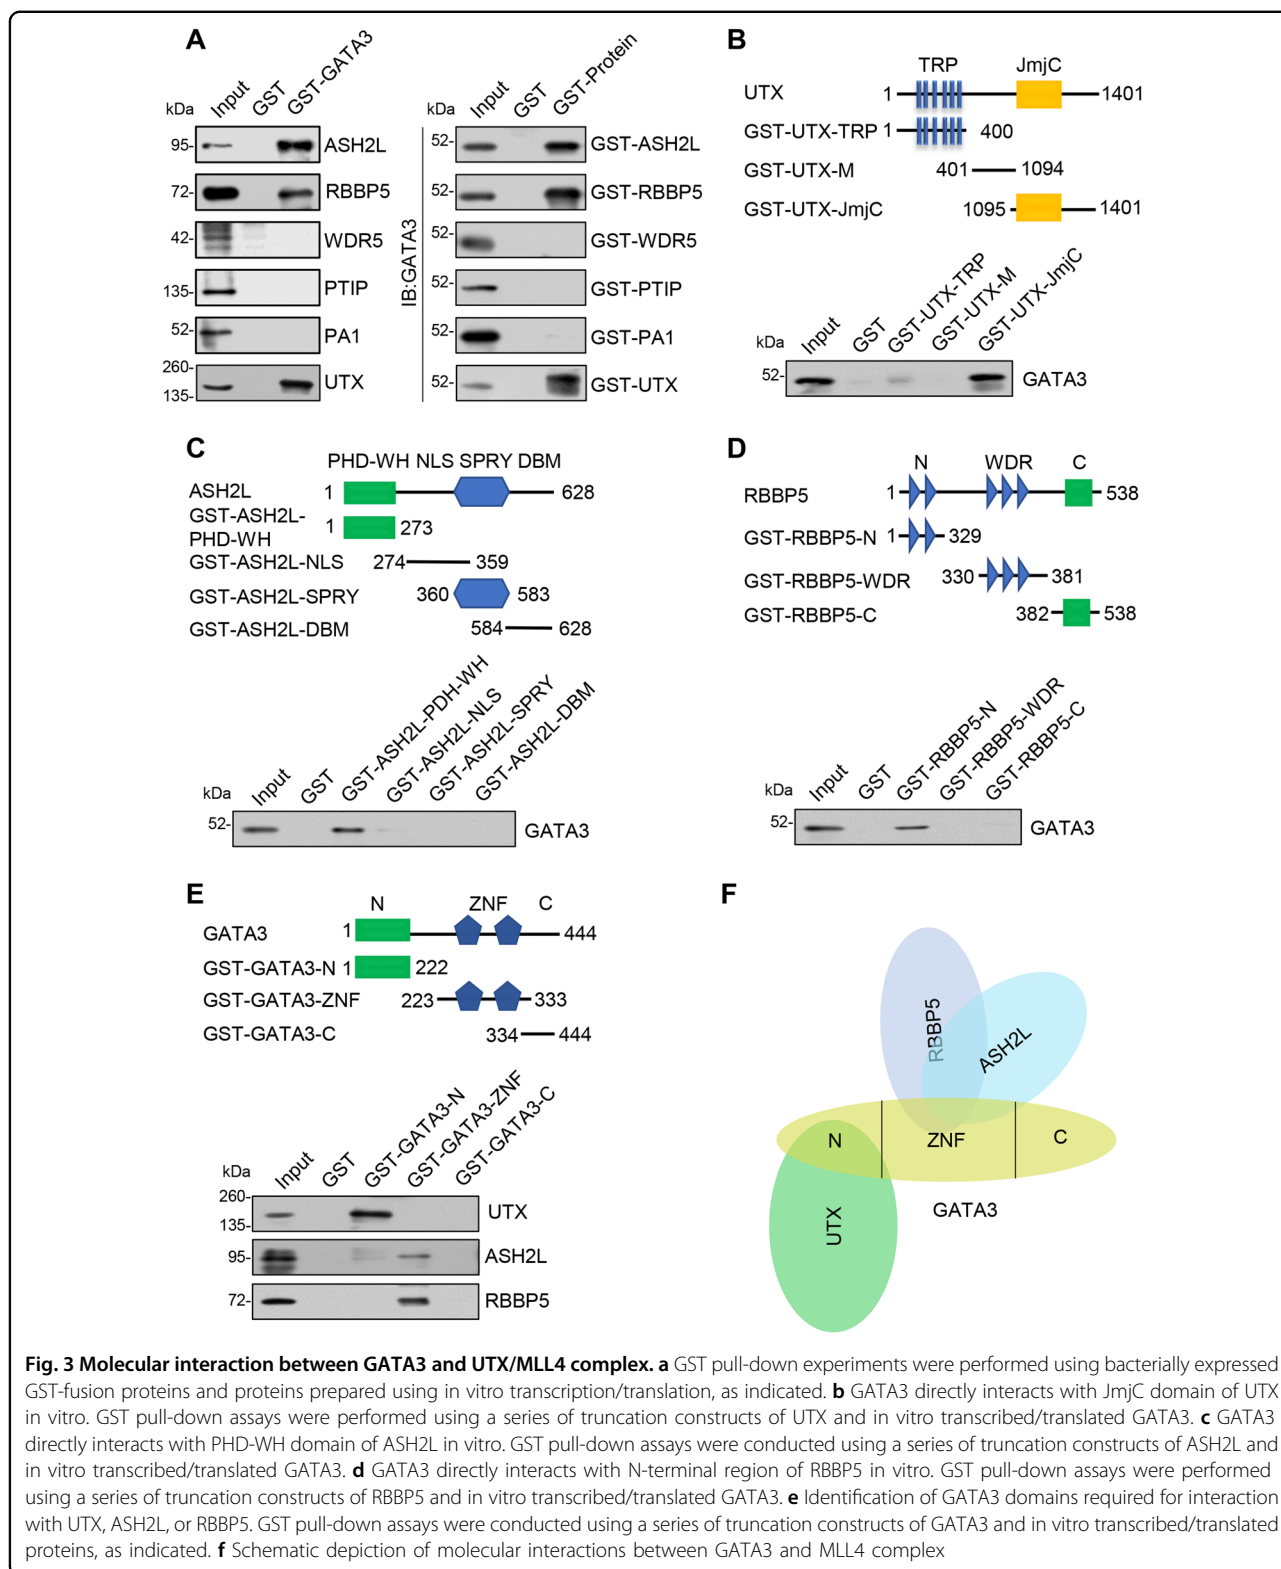 A
kDa Input GST GST-GATA3
95- ASH2L
72- RBBP5
42- WDR5
135- PTIP
52- PA1
260-
135- UTX
Input GST GST-Protein
kDa
IB:GATA3
52- GST-ASH2L
52- GST-RBBP5
52- GST-WDR5
52- GST-PTIP
52- GST-PA1
52- GST-UTX
B
TRP JmjC
UTX 1 1401
GST-UTX-TRP 1 400
GST-UTX-M 401 1094
GST-UTX-JmjC 1095 1401
kDa Input GST GST-UTX-TRP GST-UTX-M GST-UTX-JmjC
52- GATA3
C
PHD-WH NLS SPRY DBM
ASH2L 1 628
GST-ASH2L-
PHD-WH 1 273
GST-ASH2L-NLS 274 359
GST-ASH2L-SPRY 360 583
GST-ASH2L-DBM 584 628
kDa Input GST GST-ASH2L-PDH-WH GST-ASH2L-NLS GST-ASH2L-SPRY GST-ASH2L-DBM
52- GATA3
D
N WDR C
RBBP5 1 538
GST-RBBP5-N 1 329
GST-RBBP5-WDR 330 381
GST-RBBP5-C 382 538
kDa Input GST GST-RBBP5-N GST-RBBP5-WDR GST-RBBP5-C
52- GATA3
E
N ZNF C
GATA3 1 444
GST-GATA3-N 1 222
GST-GATA3-ZNF 223 333
GST-GATA3-C 334 444
kDa Input GST GST-GATA3-N GST-GATA3-ZNF GST-GATA3-C
260-
135- UTX
95- ASH2L
72- RBBP5
F
RBBP5
ASH2L
N ZNF C
UTX
GATA3
Fig. 3 Molecular interaction between GATA3 and UTX/MLL4 complex. a GST pull-down experiments were performed using bacterially expressed
GST-fusion proteins and proteins prepared using in vitro transcription/translation, as indicated. b GATA3 directly interacts with JmjC domain of UTX
in vitro. GST pull-down assays were performed using a series of truncation constructs of UTX and in vitro transcribed/translated GATA3. c GATA3
directly interacts with PHD-WH domain of ASH2L in vitro. GST pull-down assays were conducted using a series of truncation constructs of ASH2L and
in vitro transcribed/translated GATA3. d GATA3 directly interacts with N-terminal region of RBBP5 in vitro. GST pull-down assays were performed
using a series of truncation constructs of RBBP5 and in vitro transcribed/translated GATA3. e Identification of GATA3 domains required for interaction
with UTX, ASH2L, or RBBP5. GST pull-down assays were conducted using a series of truncation constructs of GATA3 and in vitro transcribed/translated
proteins, as indicated. f Schematic depiction of molecular interactions between GATA3 and MLL4 complex